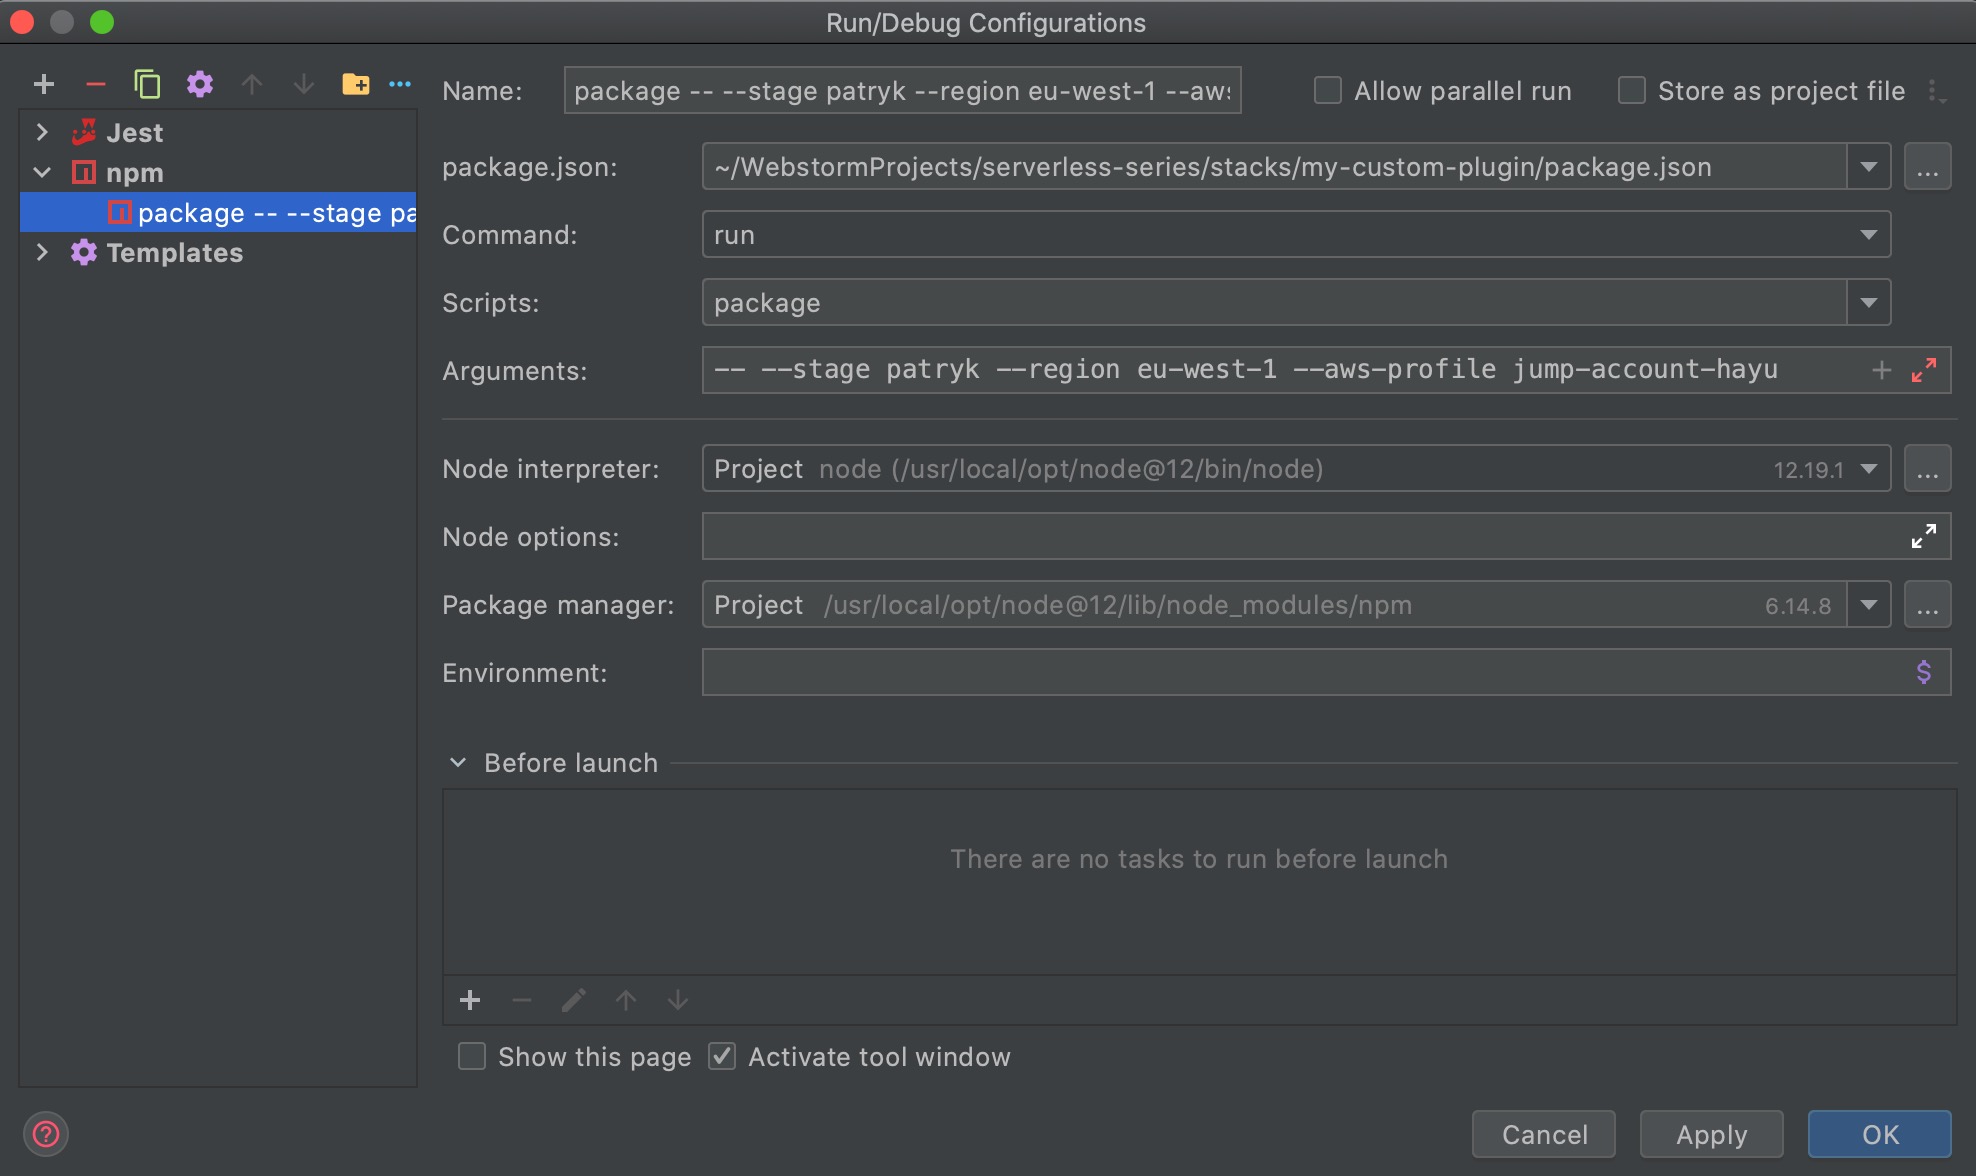 Run/Debug Configurations
Name: package -- --stage patryk --region eu-west-1 --aws Allow parallel run Store as project file
Jest
npm
package -- --stage pa
Templates
package.json: ~/WebstormProjects/serverless-series/stacks/my-custom-plugin/package.json ...
Command: run
Scripts: package
Arguments: -- --stage patryk --region eu-west-1 --aws-profile jump-account-hayu
Node interpreter: Project node (/usr/local/opt/node@12/bin/node) 12.19.1 ...
Node options:
Package manager: Project /usr/local/opt/node@12/lib/node_modules/npm 6.14.8 ...
Environment: $
Before launch
There are no tasks to run before launch
Show this page Activate tool window
? Cancel Apply OK